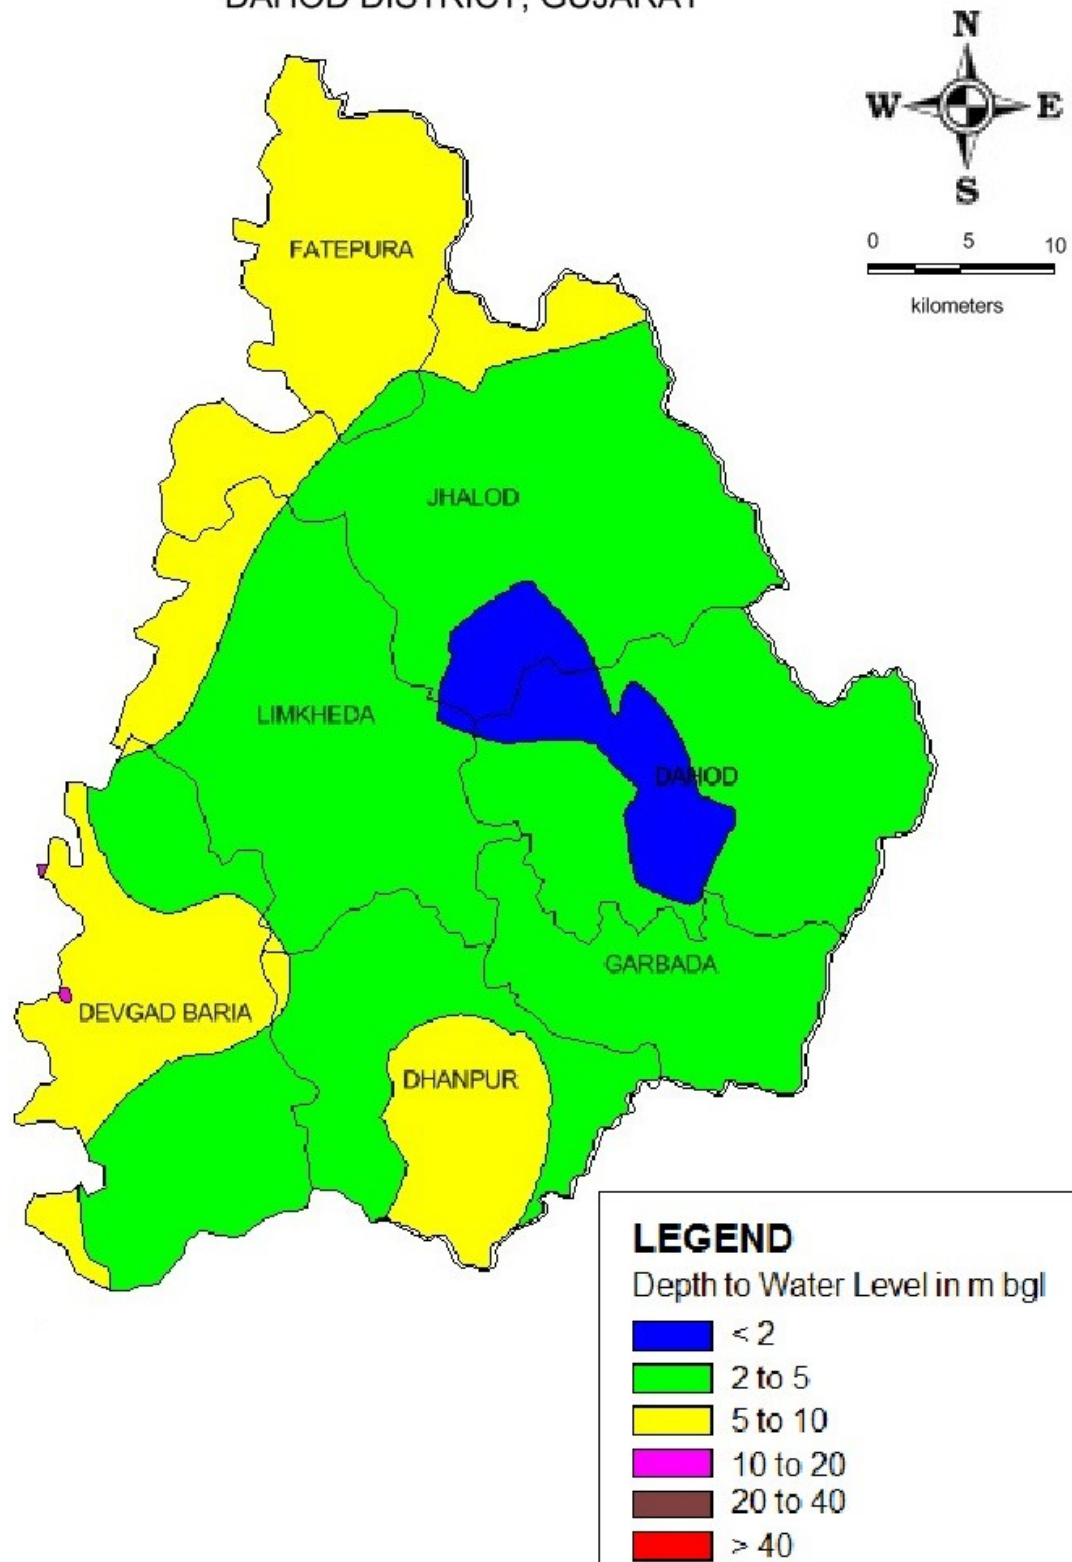 DAHOD DISTRICT, GUJARAT
N
W E
S
0 5 10
kilometers
FATEPURA
JHALOD
LIMKHEDA
DAHOD
GARBADA
DEVGAD BARIA
DHANPUR
LEGEND
Depth to Water Level in m bgl
< 2
2 to 5
5 to 10
10 to 20
20 to 40
> 40